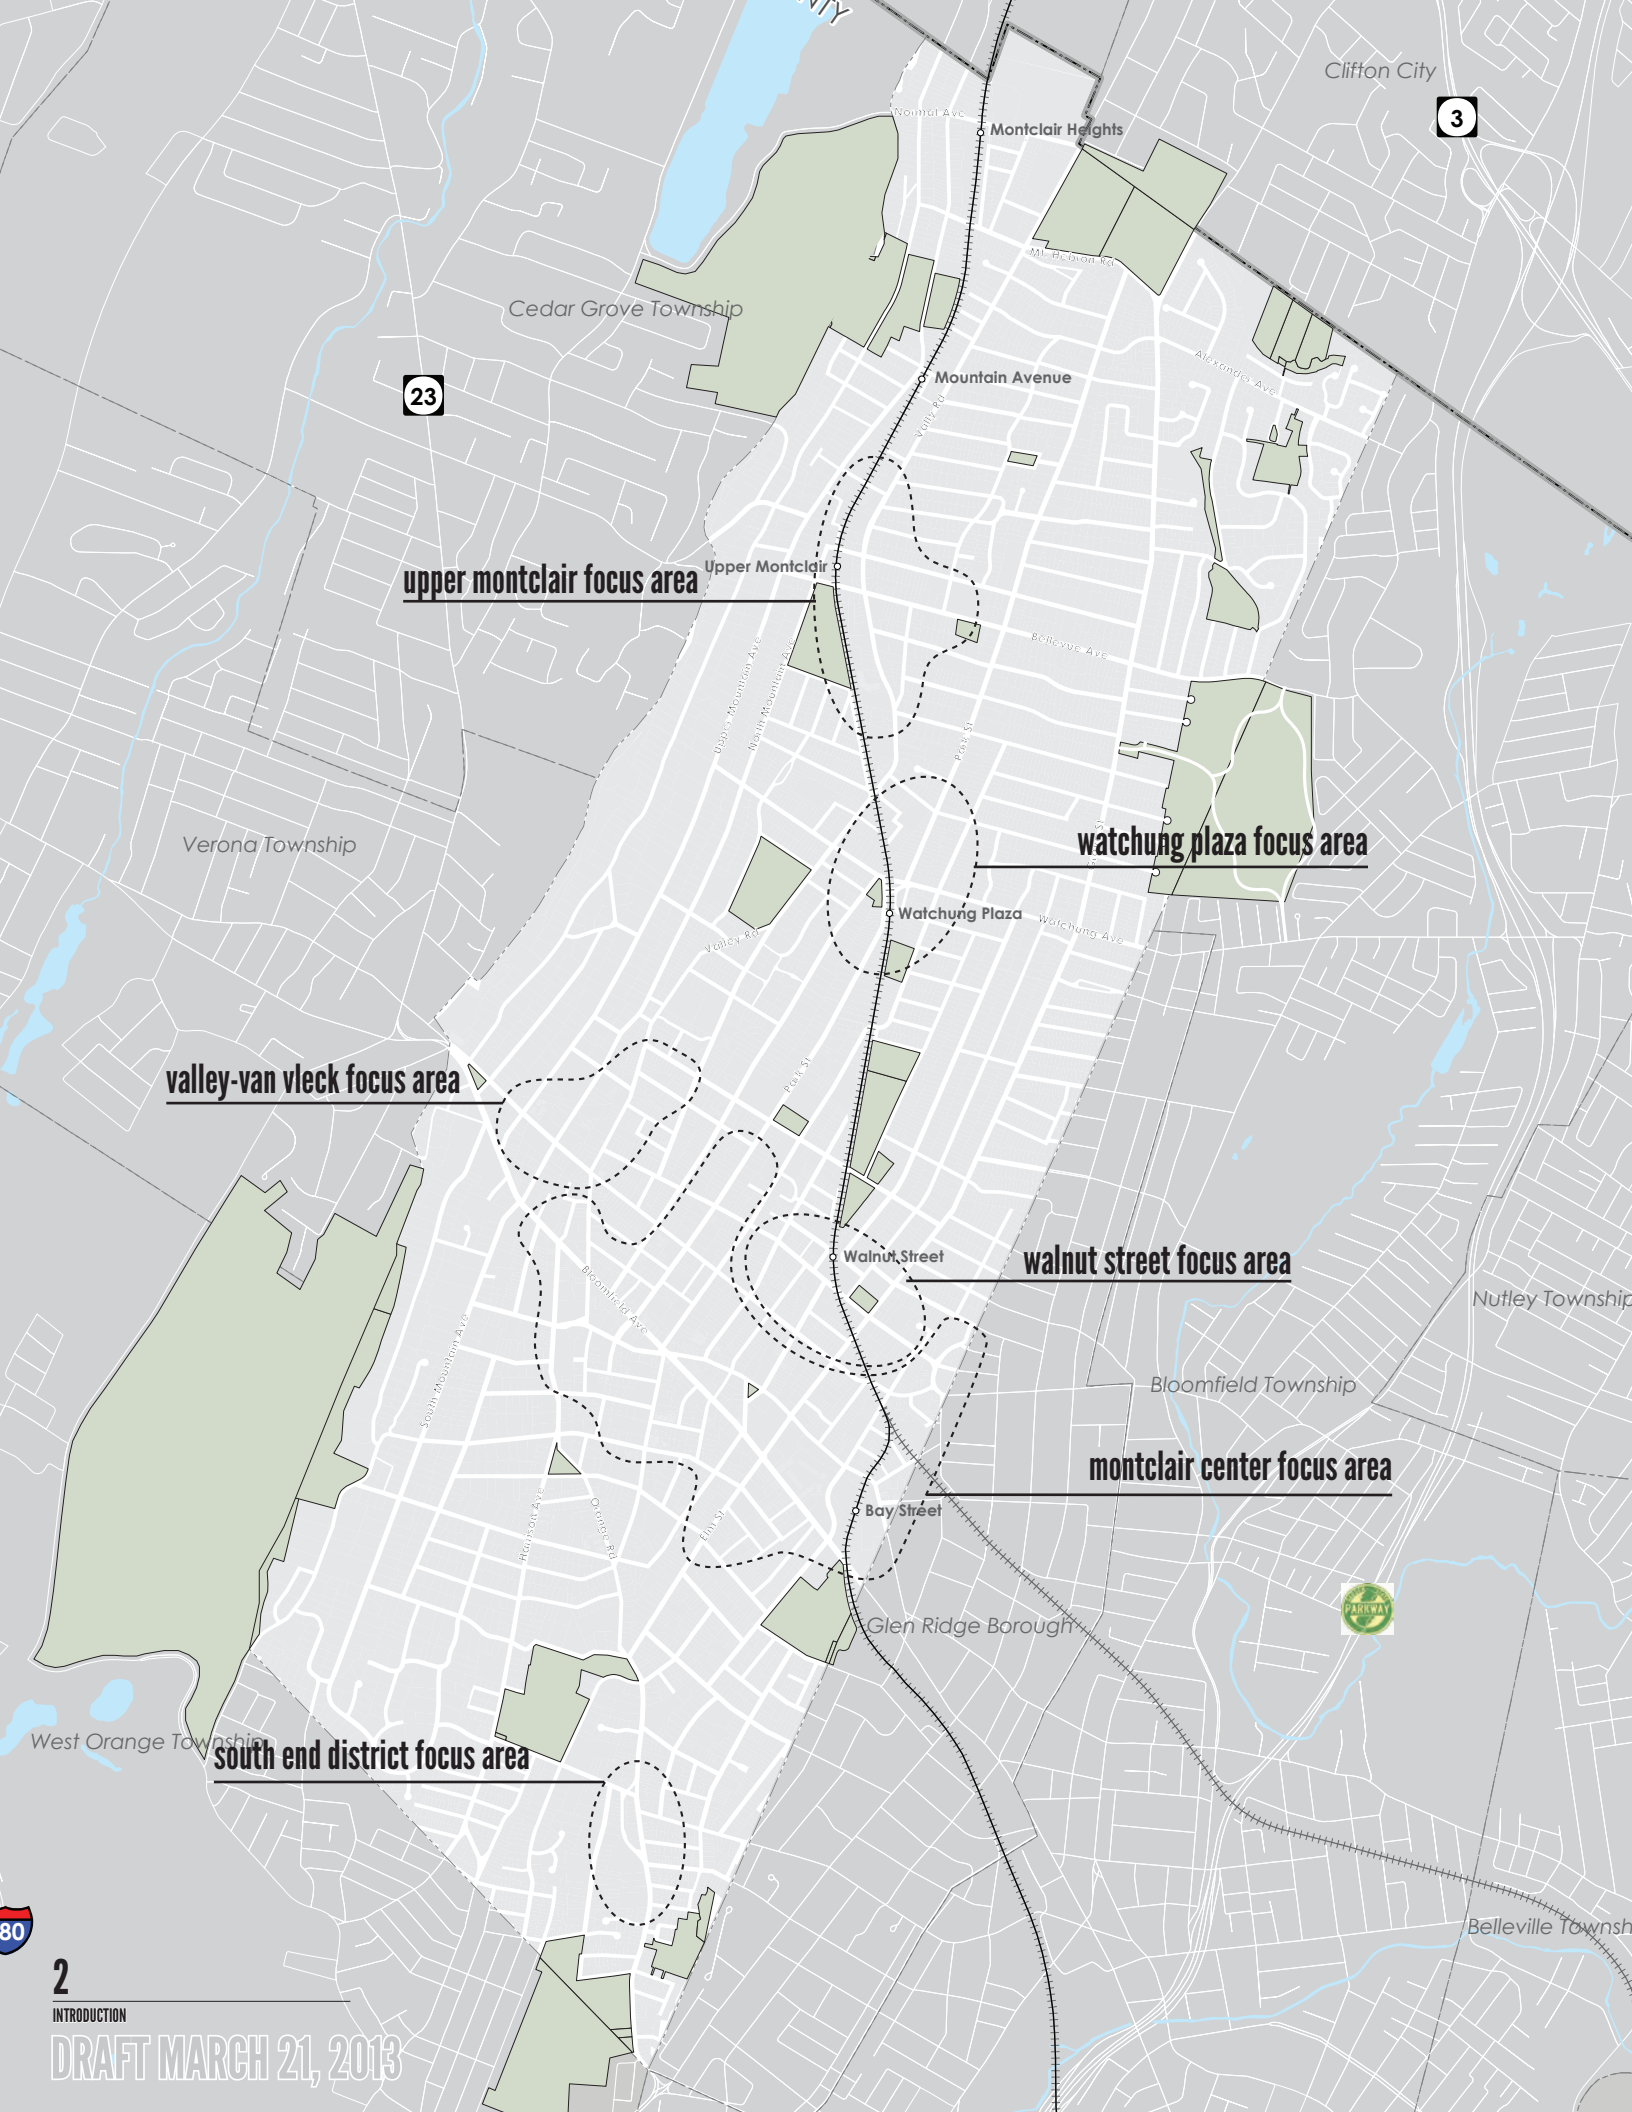 NTY
Clifton City
3
Normal Ave
Montclair Heights
Mt Hebron Rd
Cedar Grove Township
Alexander Ave
Mountain Avenue
23
Valley Rd
Upper Montclair
upper montclair focus area
Bellevue Ave
Upper Mountain Ave
North Mountain Ave
Park St
watchung plaza focus area
Verona Township
Watchung Plaza
Watchung Ave
Valley Rd
Park St
valley-van vleck focus area
Walnut Street
walnut street focus area
Bloomfield Ave
Nutley Township
South Mountain Ave
Bloomfield Township
montclair center focus area
Bay Street
Harrison Ave
Orange Rd
Elm St
PARKWAY
Glen Ridge Borough
West Orange Township
south end district focus area
80
Belleville Townsh
2
INTRODUCTION
DRAFT MARCH 21, 2013